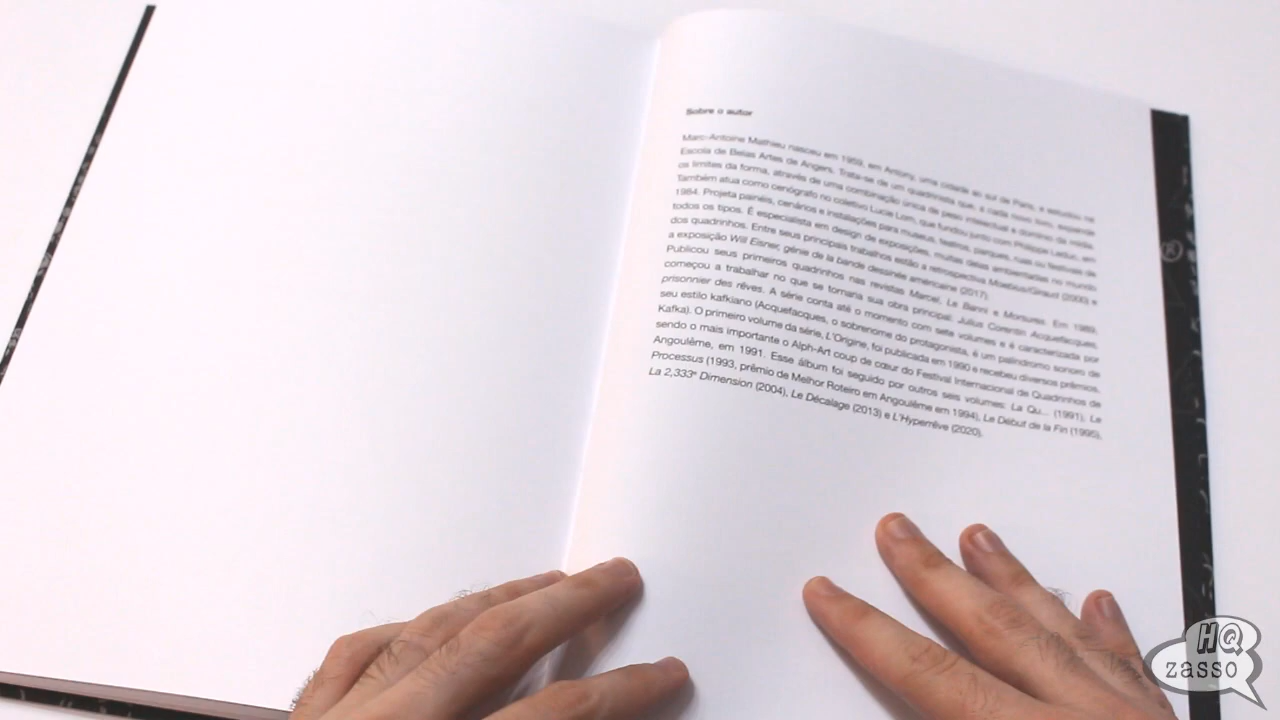 Sobre o autor
Marc-Antoine Mathieu nasceu em 1959, em Antony, uma cidade ao sul de Paris, e estudou na
Escola de Belas Artes de Angers. Trata-se de um quadrinista que, a cada novo livro, expande
os limites da forma, através de uma combinação única de peso intelectual e domínio da mídia.
Também atua como cenógrafo no coletivo Lucie Lom, que fundou junto com Philippe Leduc, em
1984. Projeta painéis, cenários e instalações para museus, festivais, parques, ruas ou festivais de
todos os tipos. É especialista em design de exposições, muitas delas ambientadas no mundo
dos quadrinhos. Entre seus principais trabalhos estão a retrospectiva Moebius/Giraud (2000) e
a exposição Will Eisner, génie de la bande dessinée américaine (2017).
Publicou seus primeiros quadrinhos nas revistas Marcel, Le Banni e Morsures. Em 1989,
começou a trabalhar no que se tornaria sua obra principal: Julius Corentin Acquefacques,
prisonnier des rêves. A série conta até o momento com sete volumes e é caracterizada por
seu estilo kafkiano (Acquefacques, o sobrenome do protagonista, é um palíndromo sonoro de
Kafka). O primeiro volume da série, L'Origine, foi publicada em 1990 e recebeu diversos prêmios,
sendo o mais importante o Alph-Art coup de cœur do Festival Internacional de Quadrinhos de
Angoulême, em 1991. Esse álbum foi seguido por outros seis volumes: La Qu... (1991), Le
Processus (1993, prêmio de Melhor Roteiro em Angoulême em 1994), Le Début de la Fin (1995),
La 2,333ᵉ Dimension (2004), Le Décalage (2013) e L'Hyperrêve (2020).
HQ
zasso